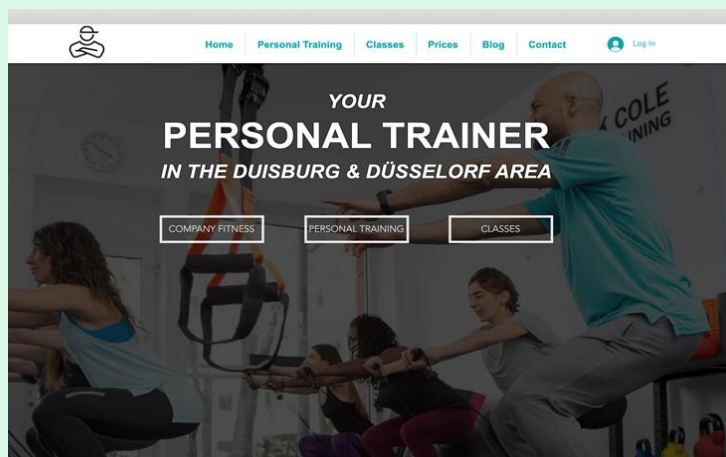 Home Personal Training Classes Prices Blog Contact Log In
YOUR
PERSONAL TRAINER
IN THE DUISBURG & DÜSSELORF AREA
COLE
INING
COMPANY FITNESS PERSONAL TRAINING CLASSES